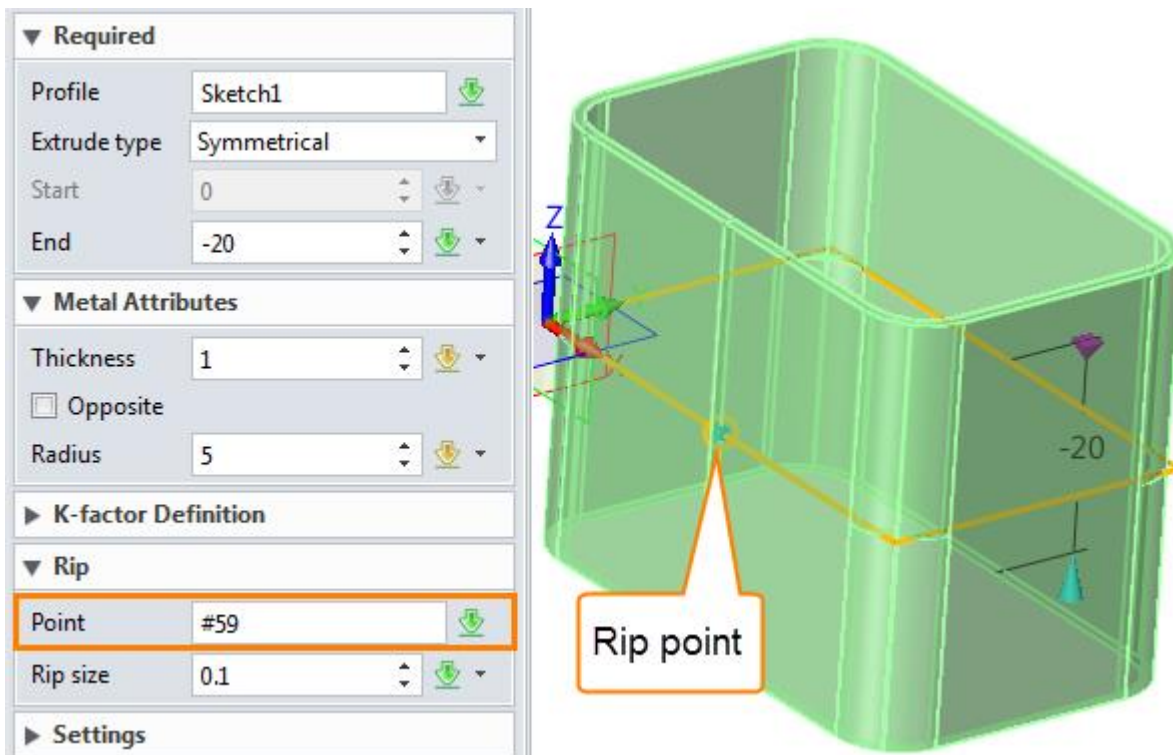 Required
Profile Sketch1
Extrude type Symmetrical
Start 0
End -20
Metal Attributes
Thickness 1
Opposite
Radius 5
K-factor Definition
Rip
Point #59
Rip size 0.1
Settings
Z
-20
Rip point